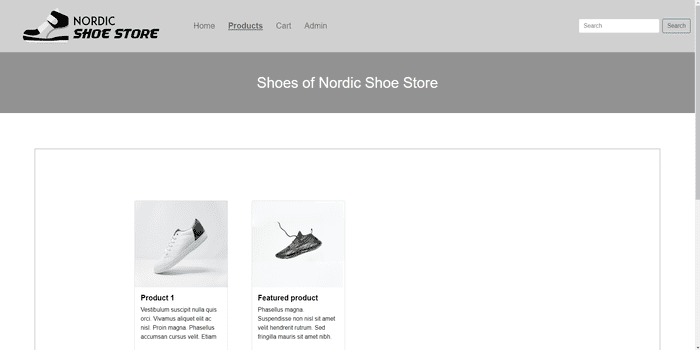 NORDIC
SHOE STORE
Home Products Cart Admin
Search Search
Shoes of Nordic Shoe Store
Product 1
Vestibulum suscipit nulla quis
orci. Vivamus aliquet elit ac
nisl. Proin magna. Phasellus
accumsan cursus velit. Etiam
Featured product
Phasellus magna.
Suspendisse non nisl sit amet
velit hendrerit rutrum. Sed
fringilla mauris sit amet nibh.